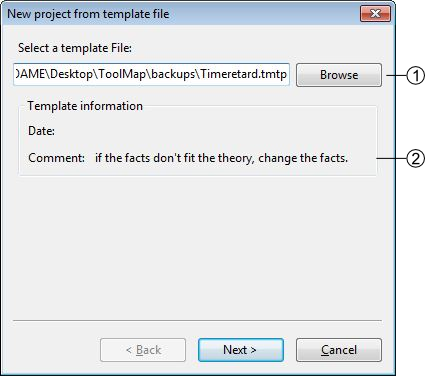 New project from template file
Select a template File:
DAME\Desktop\ToolMap\backups\Timeretard.tmtp
Browse
1
Template information
Date:
Comment: if the facts don't fit the theory, change the facts.
2
< Back
Next >
Cancel